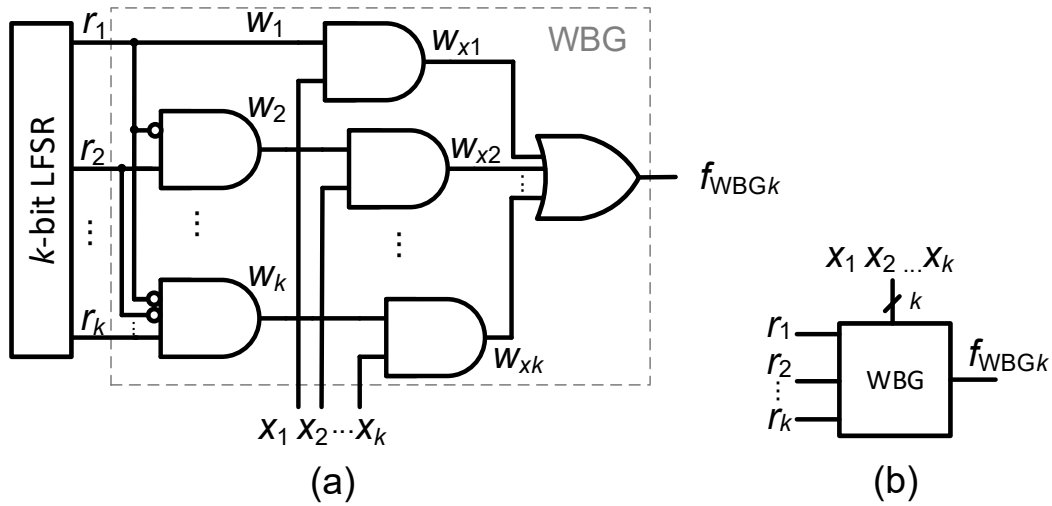 k-bit LFSR
r1
r2
⋮
rk
WBG
w1
w2
⋮
wk
wx1
wx2
⋮
wxk
fWBGk
x1 x2 ... xk
(a)
x1 x2 ... xk
k
r1
r2
⋮
rk
WBG
fWBGk
(b)